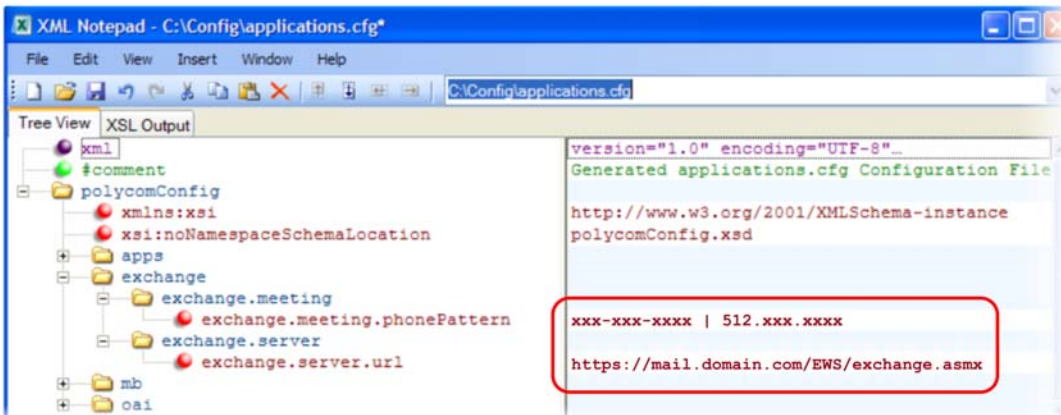 XML Notepad - C:\Config\applications.cfg*
File Edit View Insert Window Help
C:\Config\applications.cfg
Tree View XSL Output
xml version="1.0" encoding="UTF-8"…
#comment Generated applications.cfg Configuration File
polycomConfig
xmlns:xsi http://www.w3.org/2001/XMLSchema-instance
xsi:noNamespaceSchemaLocation polycomConfig.xsd
apps
exchange
exchange.meeting
exchange.meeting.phonePattern xxx-xxx-xxxx | 512.xxx.xxxx
exchange.server
exchange.server.url https://mail.domain.com/EWS/exchange.asmx
mb
oai